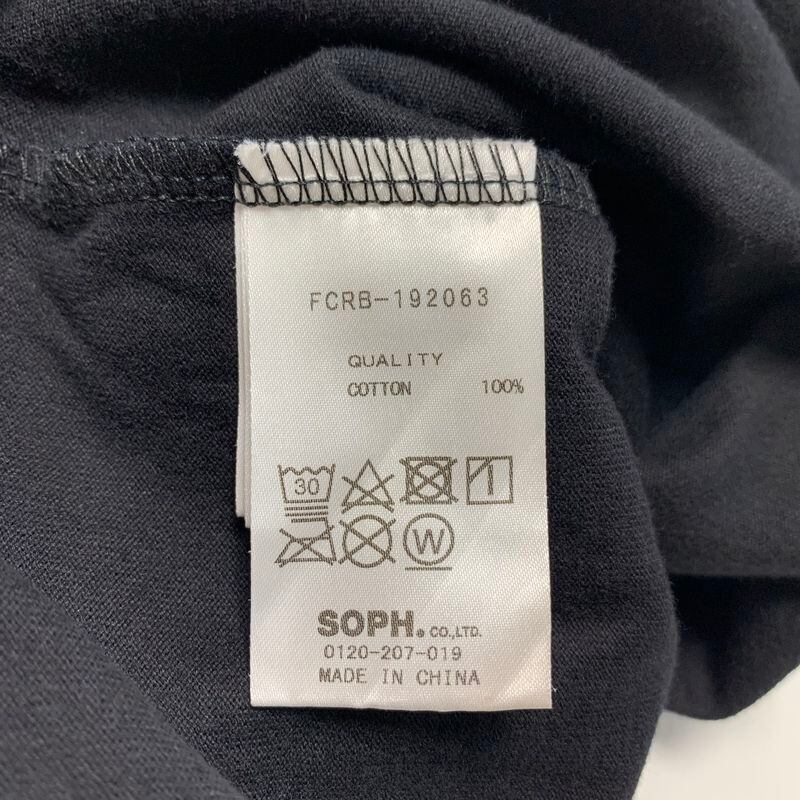 FCRB-192063
QUALITY
COTTON 100%
30
W
SOPH. CO.,LTD.
0120-207-019
MADE IN CHINA